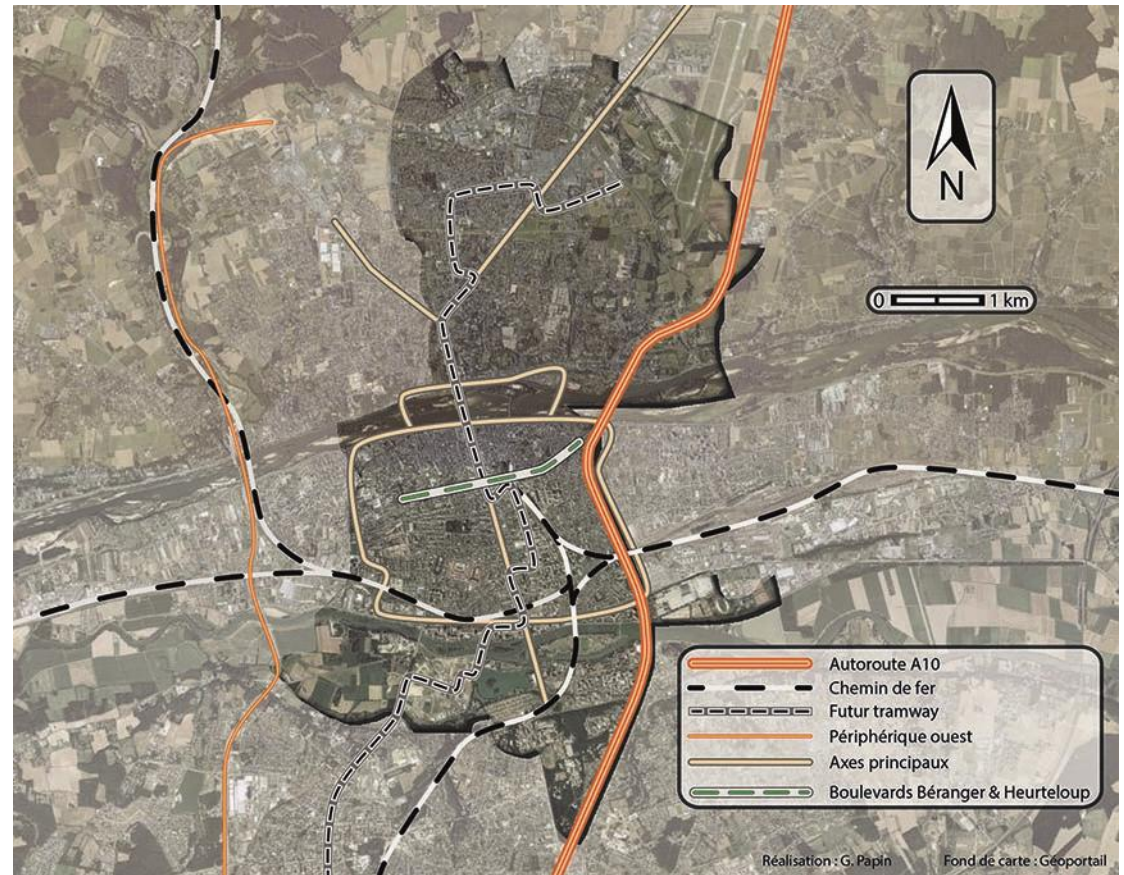 N
0 1 km
Autoroute A10
Chemin de fer
Futur tramway
Périphérique ouest
Axes principaux
Boulevards Béranger & Heurteloup
Réalisation : G. Papin Fond de carte : Géoportail